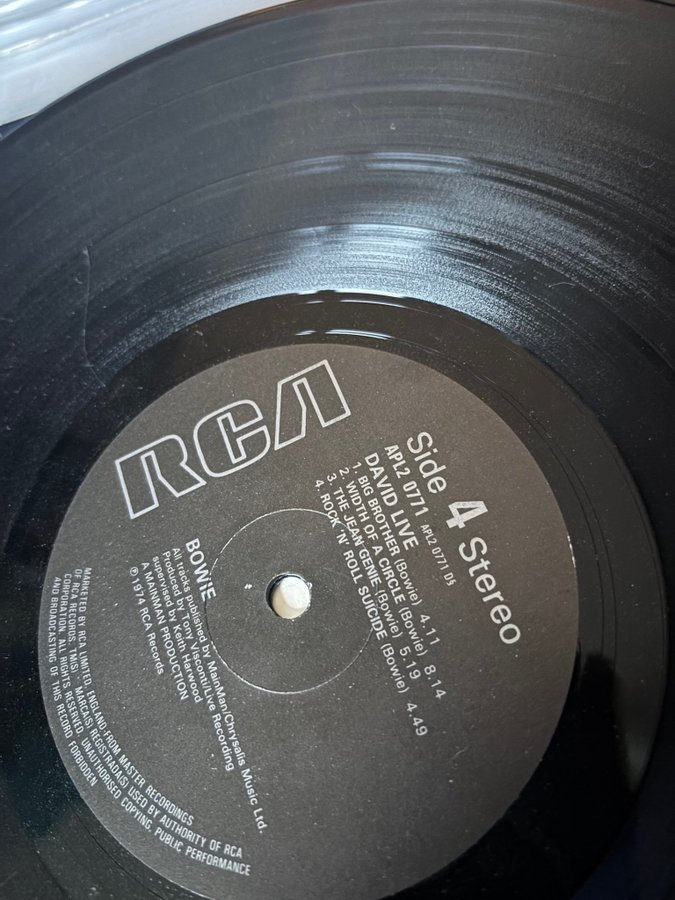 RCA
Side 4 Stereo
APL2 0771 APL2 0771 DS
DAVID LIVE
1. BIG BROTHER (Bowie) 4.11
2. WIDTH OF A CIRCLE (Bowie) 8.14
3. THE JEAN GENIE (Bowie) 5.19
4. ROCK 'N' ROLL SUICIDE (Bowie) 4.49
BOWIE
All tracks published by MainMan/Chrysalis Music Ltd.
Produced by Tony Visconti/Live Recording
supervised by Keith Harwood
A MAINMAN PRODUCTION
℗ 1974 RCA Records
MARKETED BY RCA LIMITED, ENGLAND FROM MASTER RECORDINGS
OF RCA RECORDS. TM(S) . MARCA(S) REGISTRADA(S) USED BY AUTHORITY OF RCA
CORPORATION. ALL RIGHTS RESERVED. UNAUTHORISED COPYING, PUBLIC PERFORMANCE
AND BROADCASTING OF THIS RECORD FORBIDDEN